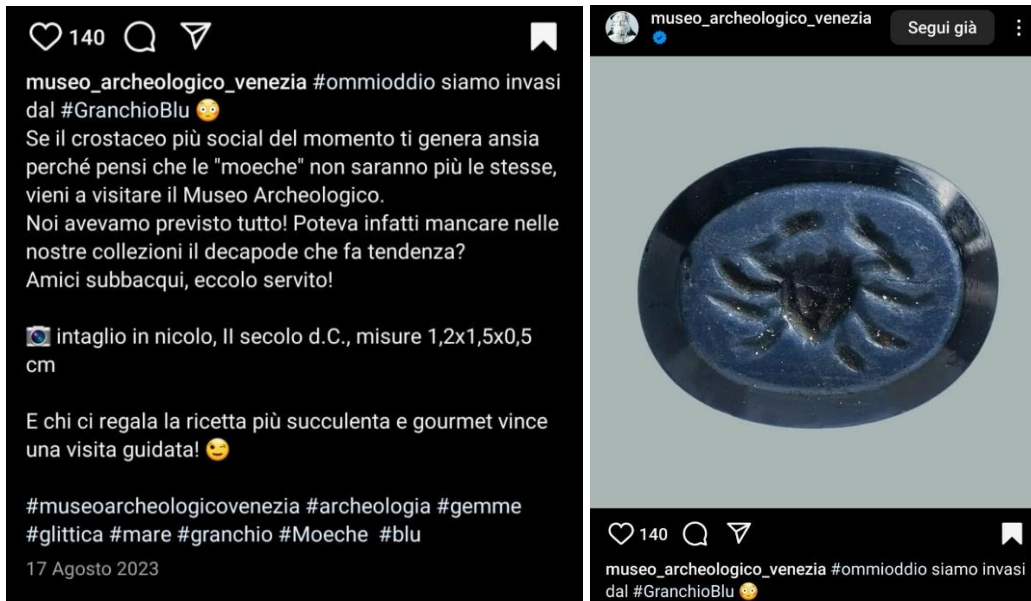 140
museo_archeologico_venezia #ommioddio siamo invasi
dal #GranchioBlu 😳
Se il crostaceo più social del momento ti genera ansia
perché pensi che le "moeche" non saranno più le stesse,
vieni a visitare il Museo Archeologico.
Noi avevamo previsto tutto! Poteva infatti mancare nelle
nostre collezioni il decapode che fa tendenza?
Amici subbacqui, eccolo servito!
📷 intaglio in nicolo, II secolo d.C., misure 1,2x1,5x0,5
cm
E chi ci regala la ricetta più succulenta e gourmet vince
una visita guidata! 😉
#museoarcheologicovenezia #archeologia #gemme
#glittica #mare #granchio #Moeche #blu
17 Agosto 2023
museo_archeologico_venezia
Segui già
140
museo_archeologico_venezia #ommioddio siamo invasi
dal #GranchioBlu 😳